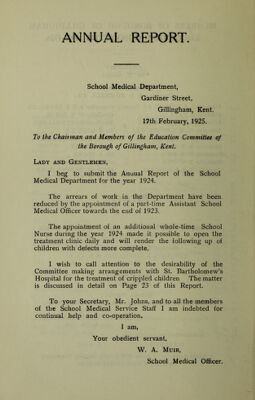 ANNUAL REPORT.
School Medical Department,
Gardiner Street,
Gillingham, Kent.
17th February, 1925.
To the Chairman and Members of the Education Committee of
the Borough of Gillingham, Kent.
LADY AND GENTLEMEN,
I beg to submit the Annual Report of the School
Medical Department for the year 1924.
The arrears of work in the Department have been
reduced by the appointment of a part-time Assistant School
Medical Officer towards the end of 1923.
The appointment of an additional whole-time School
Nurse during the year 1924 made it possible to open the
treatment clinic daily and will render the following up of
children with defects more complete.
I wish to call attention to the desirability of the
Committee making arrangements with St. Bartholomew's
Hospital for the treatment of crippled children. The matter
is discussed in detail on Page 23 of this Report.
To your Secretary, Mr. Johns, and to all the members
of the School Medical Service Staff I am indebted for
continual help and co-operation.
I am,
Your obedient servant,
W. A. MUIR,
School Medical Officer.